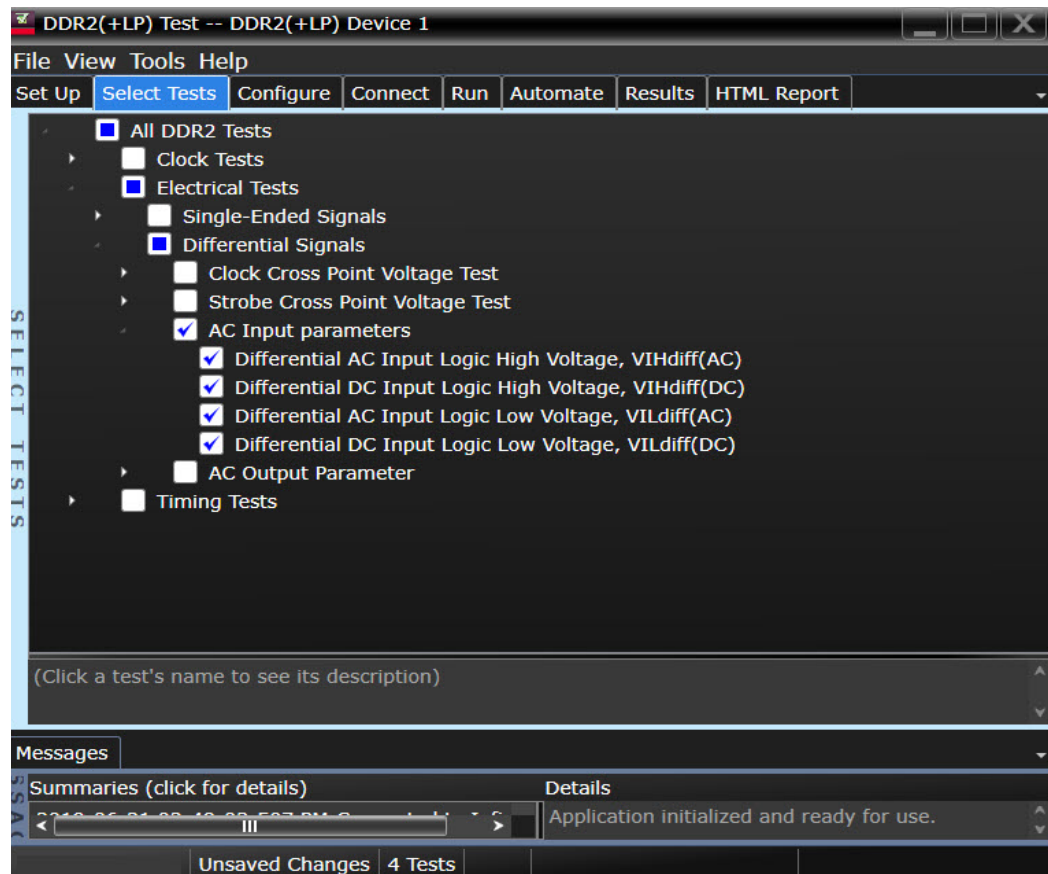 DDR2(+LP) Test -- DDR2(+LP) Device 1
File View Tools Help
Set Up Select Tests Configure Connect Run Automate Results HTML Report
All DDR2 Tests
Clock Tests
Electrical Tests
Single-Ended Signals
Differential Signals
Clock Cross Point Voltage Test
Strobe Cross Point Voltage Test
AC Input parameters
Differential AC Input Logic High Voltage, VIHdiff(AC)
Differential DC Input Logic High Voltage, VIHdiff(DC)
Differential AC Input Logic Low Voltage, VILdiff(AC)
Differential DC Input Logic Low Voltage, VILdiff(DC)
AC Output Parameter
Timing Tests
SELECT TESTS
(Click a test's name to see its description)
Messages
Summaries (click for details) Details
Application initialized and ready for use.
Unsaved Changes 4 Tests